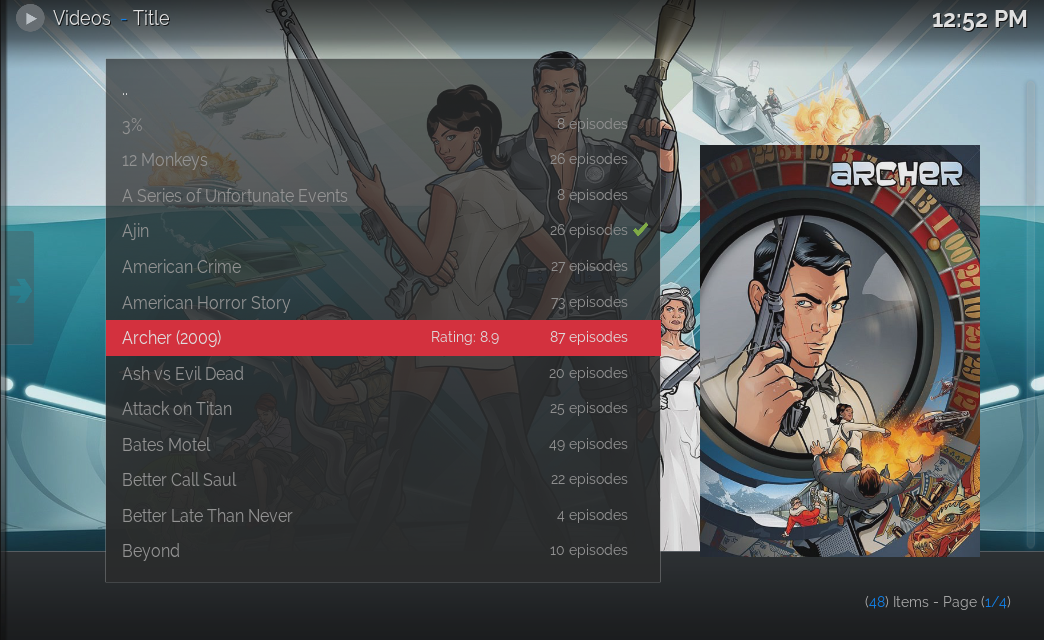 Videos - Title
12:52 PM
..
3% 8 episodes
12 Monkeys 26 episodes
A Series of Unfortunate Events 8 episodes
Ajin 26 episodes
American Crime 27 episodes
American Horror Story 73 episodes
Archer (2009) Rating: 8.9 87 episodes
Ash vs Evil Dead 20 episodes
Attack on Titan 25 episodes
Bates Motel 49 episodes
Better Call Saul 22 episodes
Better Late Than Never 4 episodes
Beyond 10 episodes
ARCHER
(48) Items - Page (1/4)